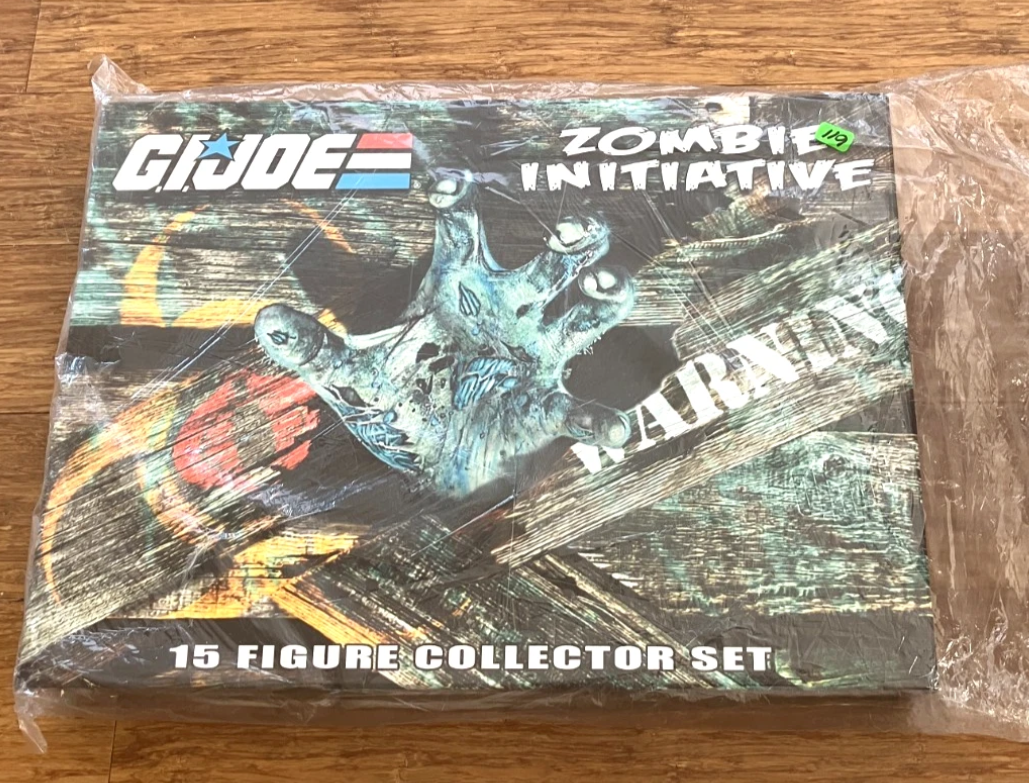 G.I. JOE
ZOMBIE
INITIATIVE
119
WARNING
15 FIGURE COLLECTOR SET